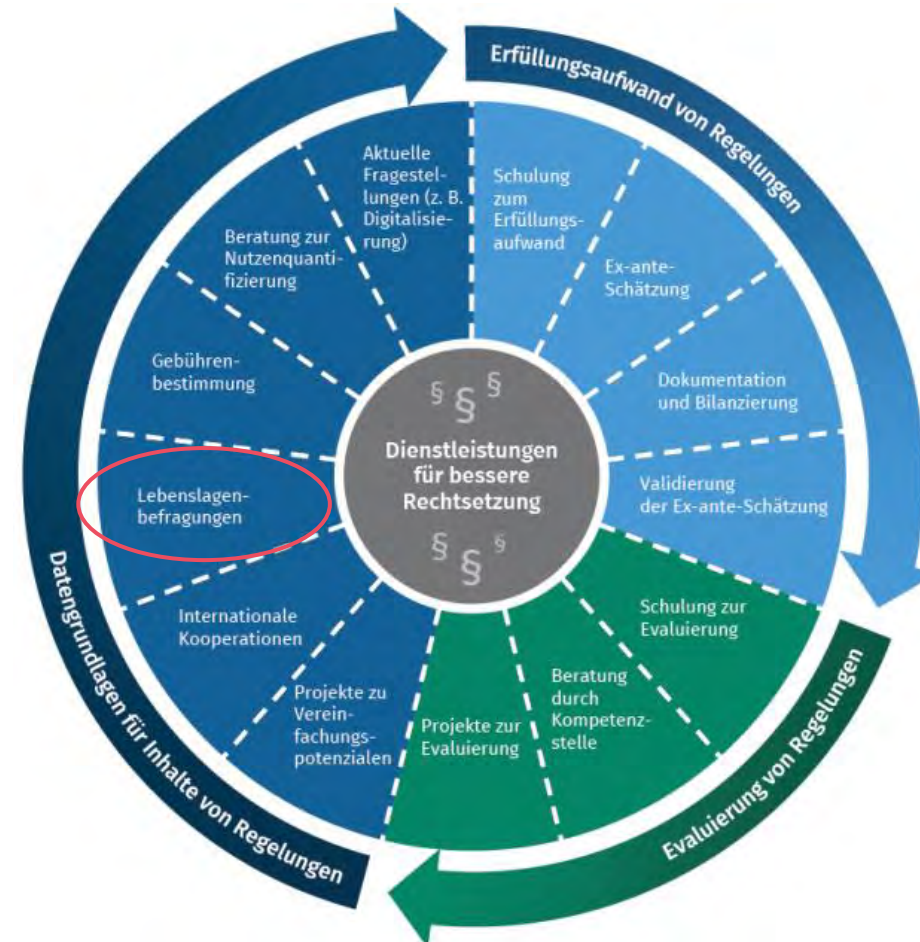 Erfüllungsaufwand von Regelungen
Schulung
zum
Erfüllungs-
aufwand
Ex-ante-
Schätzung
Dokumentation
und Bilanzierung
Validierung
der Ex-ante-Schätzung
Evaluierung von Regelungen
Schulung zur
Evaluierung
Beratung
durch
Kompetenz-
stelle
Projekte zur
Evaluierung
Datengrundlagen für Inhalte von Regelungen
Projekte zu
Verein-
fachungs-
potenzialen
Internationale
Kooperationen
Lebenslagen-
befragungen
Gebühren-
bestimmung
Beratung zur
Nutzenquanti-
fizierung
Aktuelle
Fragestel-
lungen (z. B.
Digitalisie-
rung)
§ § §
Dienstleistungen
für bessere
Rechtsetzung
§ § §